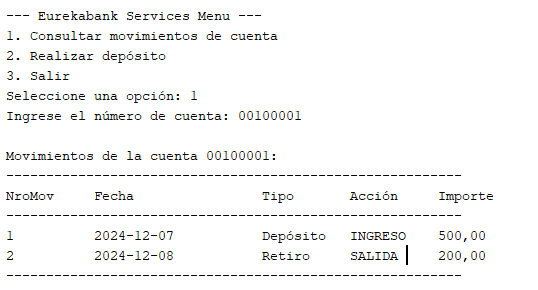 --- Eurekabank Services Menu ---
1. Consultar movimientos de cuenta
2. Realizar depósito
3. Salir
Seleccione una opción: 1
Ingrese el número de cuenta: 00100001
Movimientos de la cuenta 00100001:
---------------------------------------------------------
NroMov     Fecha                Tipo       Acción     Importe
---------------------------------------------------------
1          2024-12-07           Depósito   INGRESO    500,00
2          2024-12-08           Retiro     SALIDA     200,00
---------------------------------------------------------